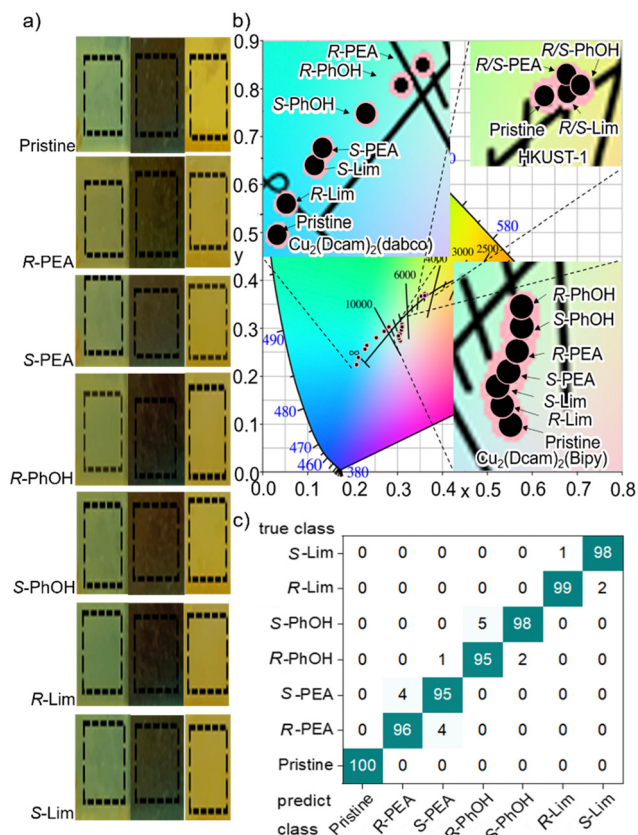 a)
Pristine
R-PEA
S-PEA
R-PhOH
S-PhOH
R-Lim
S-Lim
b)
0.9
0.8
0.7
0.6
0.5
y
0.4
0.3
0.2
0.1
0.0
0.0 0.1 0.2 0.3 0.4 x 0.5 0.6 0.7 0.8
R-PEA
R-PhOH
S-PhOH
S-PEA
S-Lim
R-Lim
Pristine
Cu2(Dcam)2(dabco)
R/S-PhOH
R/S-PEA
Pristine
R/S-Lim
HKUST-1
0
580
2500
3000
4000
6000
10000
∞
490
480
470
460
380
R-PhOH
S-PhOH
R-PEA
S-PEA
S-Lim
R-Lim
Pristine
Cu2(Dcam)2(Bipy)
c)
true class
S-Lim 0 0 0 0 0 1 98
R-Lim 0 0 0 0 0 99 2
S-PhOH 0 0 0 5 98 0 0
R-PhOH 0 0 1 95 2 0 0
S-PEA 0 4 95 0 0 0 0
R-PEA 0 96 4 0 0 0 0
Pristine 100 0 0 0 0 0 0
predict
class
Pristine R-PEA S-PEA R-PhOH S-PhOH R-Lim S-Lim